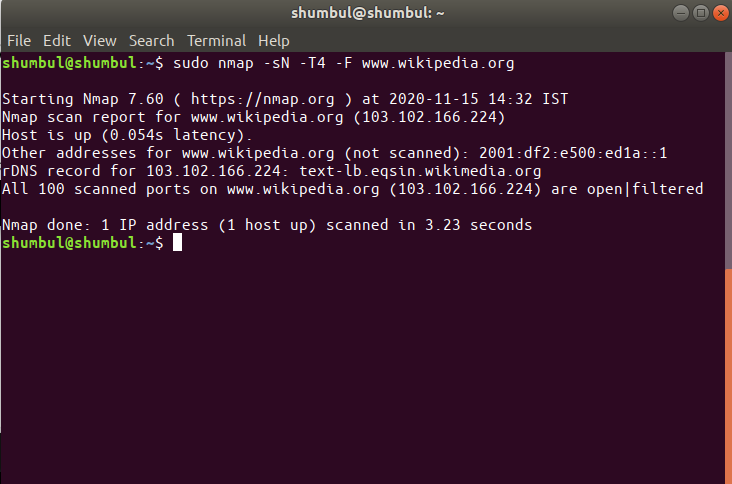 shumbul@shumbul: ~
File Edit View Search Terminal Help
shumbul@shumbul:~$ sudo nmap -sN -T4 -F www.wikipedia.org
Starting Nmap 7.60 ( https://nmap.org ) at 2020-11-15 14:32 IST
Nmap scan report for www.wikipedia.org (103.102.166.224)
Host is up (0.054s latency).
Other addresses for www.wikipedia.org (not scanned): 2001:df2:e500:ed1a::1
rDNS record for 103.102.166.224: text-lb.eqsin.wikimedia.org
All 100 scanned ports on www.wikipedia.org (103.102.166.224) are open|filtered
Nmap done: 1 IP address (1 host up) scanned in 3.23 seconds
shumbul@shumbul:~$